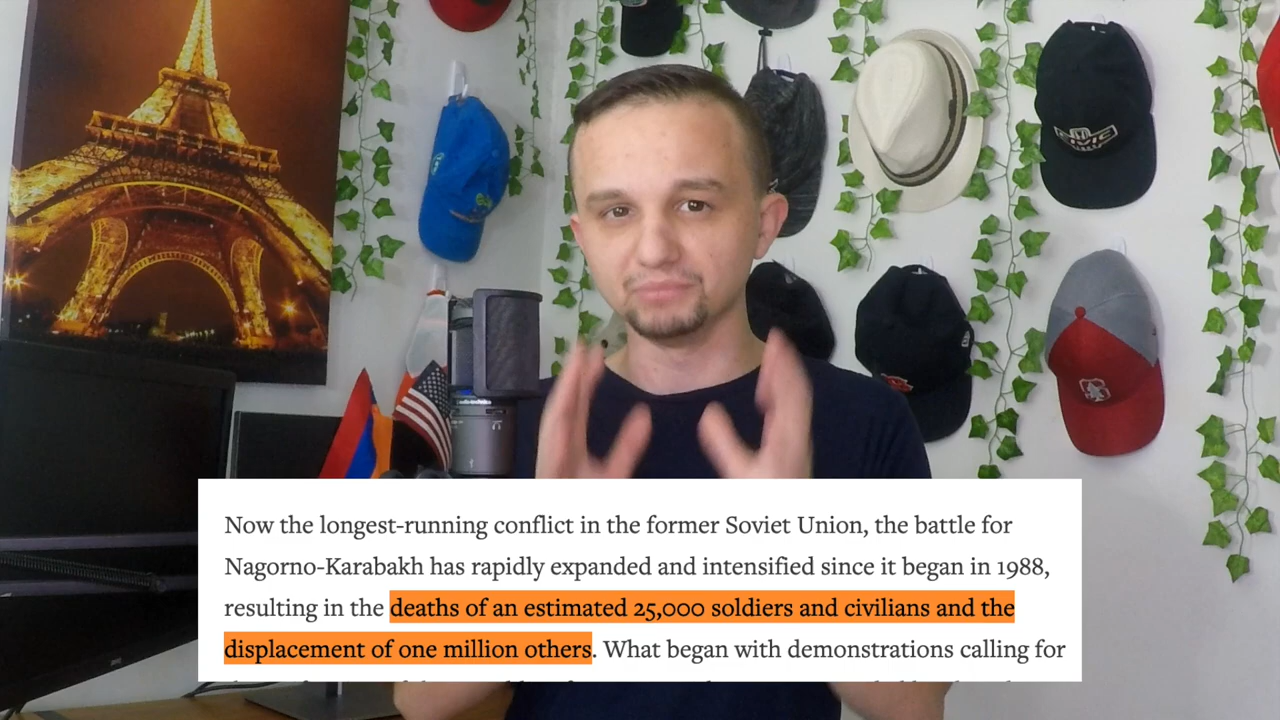 CIVIC
Now the longest-running conflict in the former Soviet Union, the battle for
Nagorno-Karabakh has rapidly expanded and intensified since it began in 1988,
resulting in the deaths of an estimated 25,000 soldiers and civilians and the
displacement of one million others. What began with demonstrations calling for